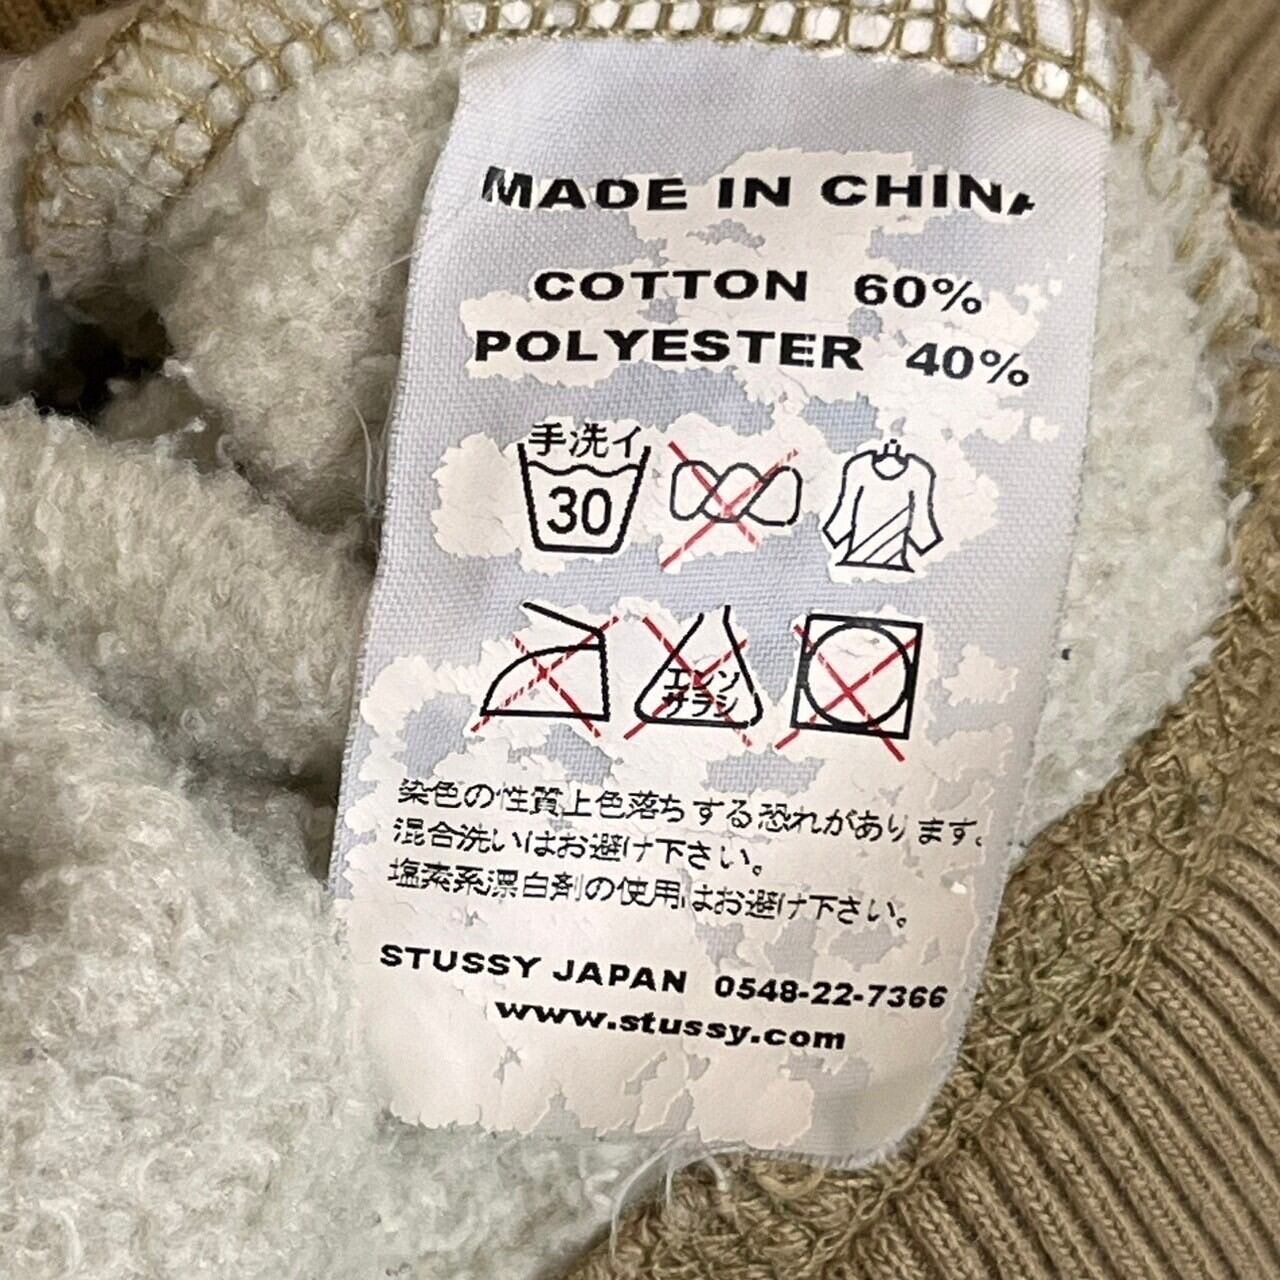 MADE IN CHINA
COTTON 60%
POLYESTER 40%
手洗イ
30
エンソ
サラシ
染色の性質上色落ちする恐れがあります。
混合洗いはお避け下さい。
塩素系漂白剤の使用はお避け下さい。
STUSSY JAPAN 0548-22-7366
www.stussy.com